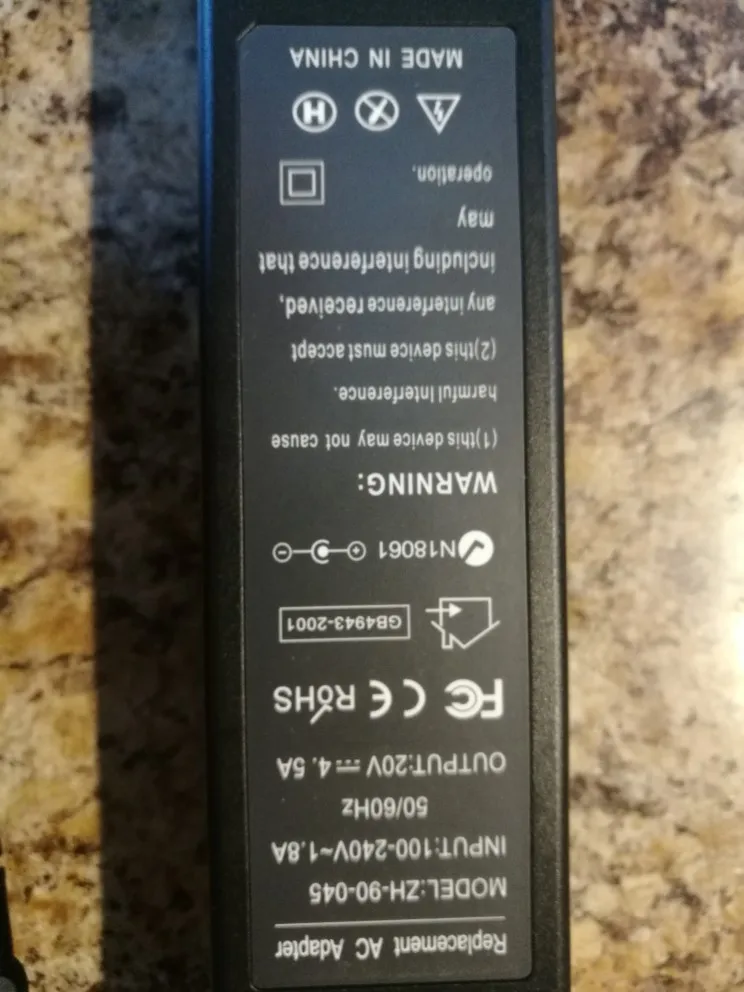 Replacement AC Adapter
MODEL:ZH-90-045
INPUT:100-240V~1.8A
50/60Hz
OUTPUT:20V⎓4.5A
FC CE RoHS
GB4943-2001
N18061
WARNING:
(1)this device may not cause
harmful interference.
(2)this device must accept
any interference received,
including interference that
may
operation.
H
MADE IN CHINA